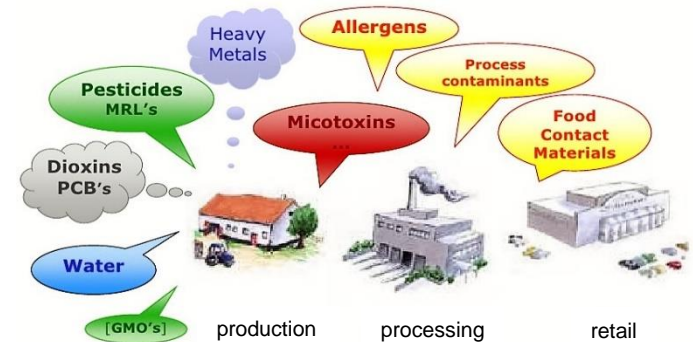 Heavy
Metals
Allergens
Process
contaminants
Pesticides
MRL's
Micotoxins
...
Food
Contact
Materials
Dioxins
PCB's
Water
[GMO's]
production
processing
retail